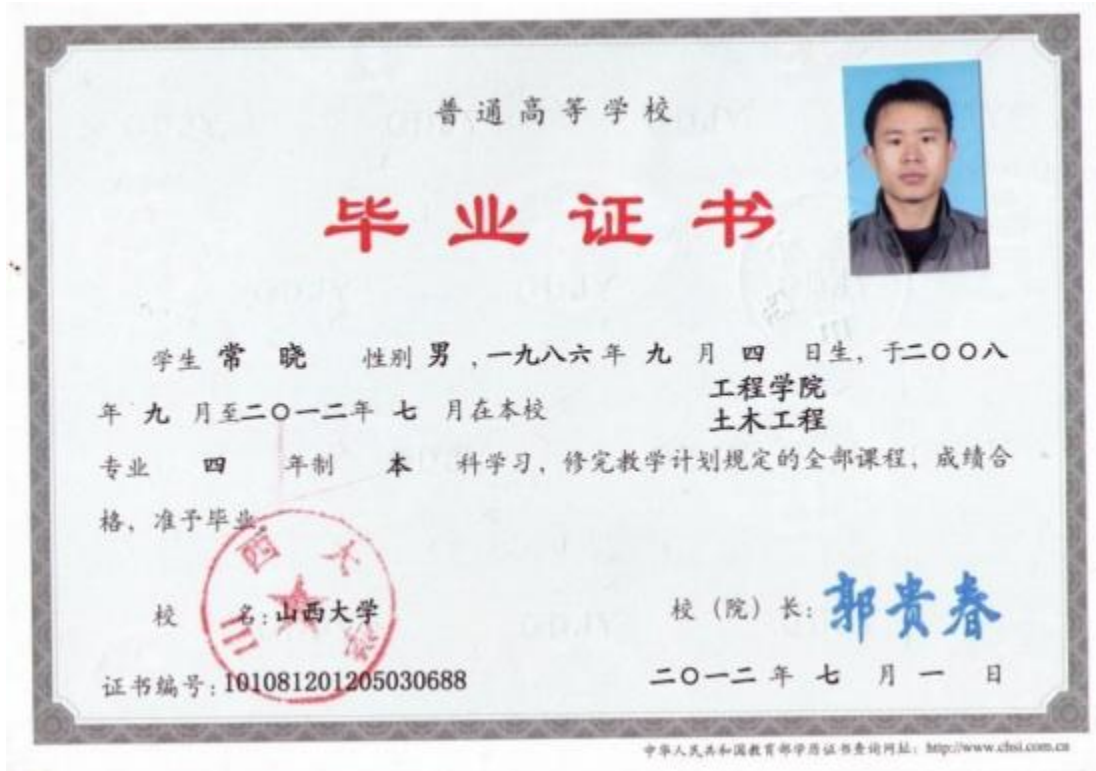 普通高等学校
毕业证书
学生 常 晓 性别 男 ，一九八六 年 九 月 四 日生，于二〇〇八
年 九 月至二〇一二年 七 月在本校 工程学院
土木工程
专业 四 年制 本 科学习，修完教学计划规定的全部课程，成绩合
格，准予毕业。
山西大学
校 名：山西大学 校（院）长：郭贵春
证书编号：101081201205030688 二〇一二 年 七 月 一 日
中华人民共和国教育部学历证书查询网址：http://www.chsi.com.cn